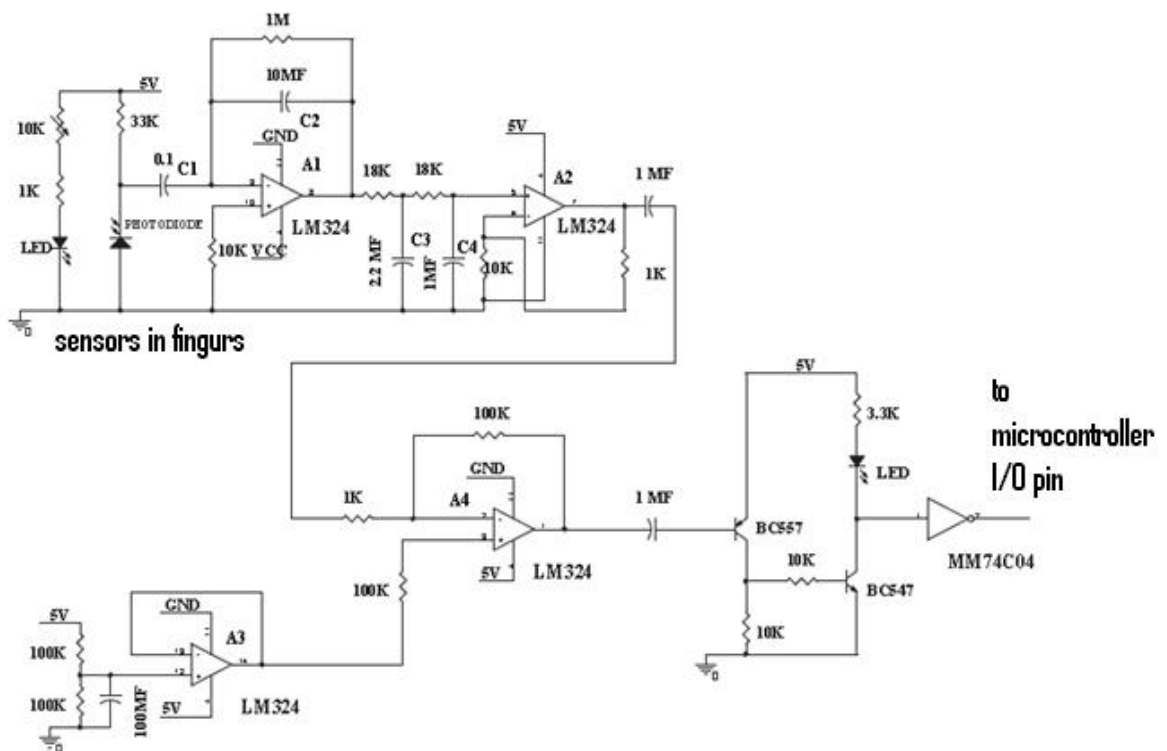 1M
10MF
C2
5V
10K
33K
GND
0.1
C1
A1
1K
18K
18K
5V
A2
1 MF
PHOTODIODE
LM324
LM324
LED
10K
VCC
2.2 MF
C3
1MF
C4
10K
1K
sensors in fingurs
5V
to
microcontroller
I/O pin
100K
3.3K
GND
LED
1K
A4
1 MF
BC557
MM74C04
5V
LM324
100K
10K
BC547
10K
5V
GND
A3
100K
100K
100MF
5V
LM324